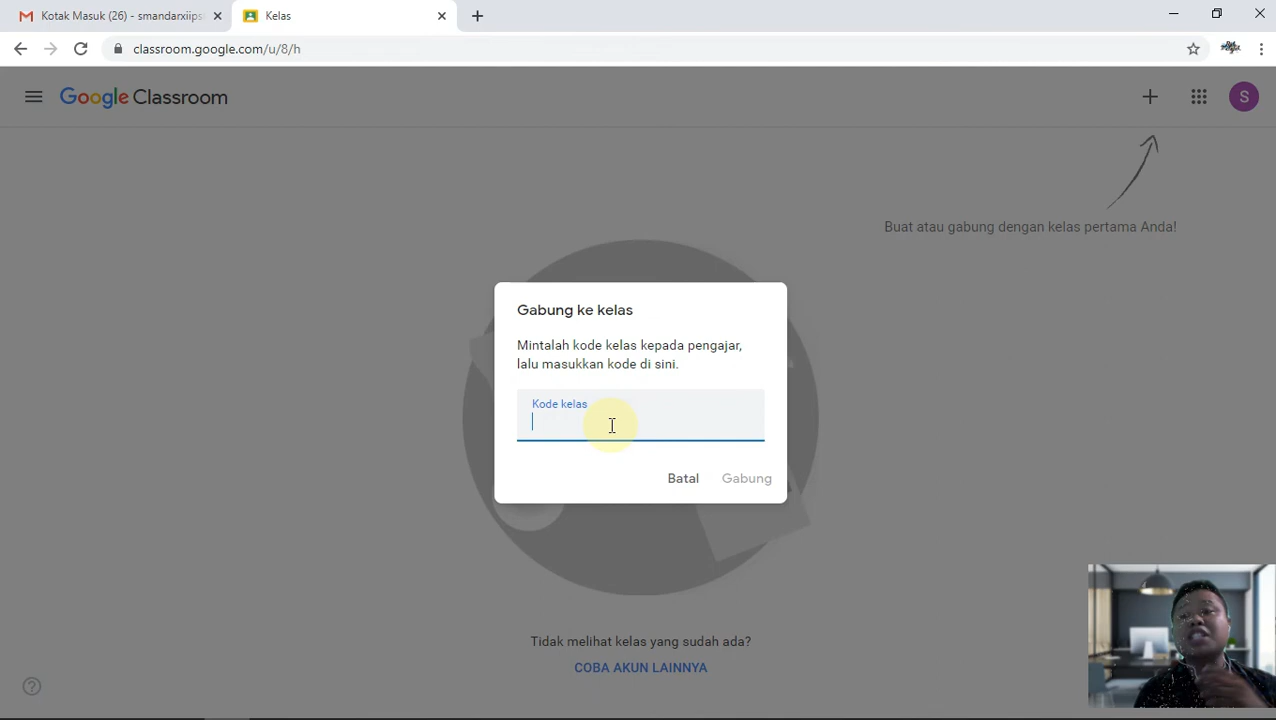 Kotak Masuk (26) - smandarxiips
Kelas
classroom.google.com/u/8/h
Google Classroom
S
Buat atau gabung dengan kelas pertama Anda!
Gabung ke kelas
Mintalah kode kelas kepada pengajar,
lalu masukkan kode di sini.
Kode kelas
Batal
Gabung
Tidak melihat kelas yang sudah ada?
COBA AKUN LAINNYA